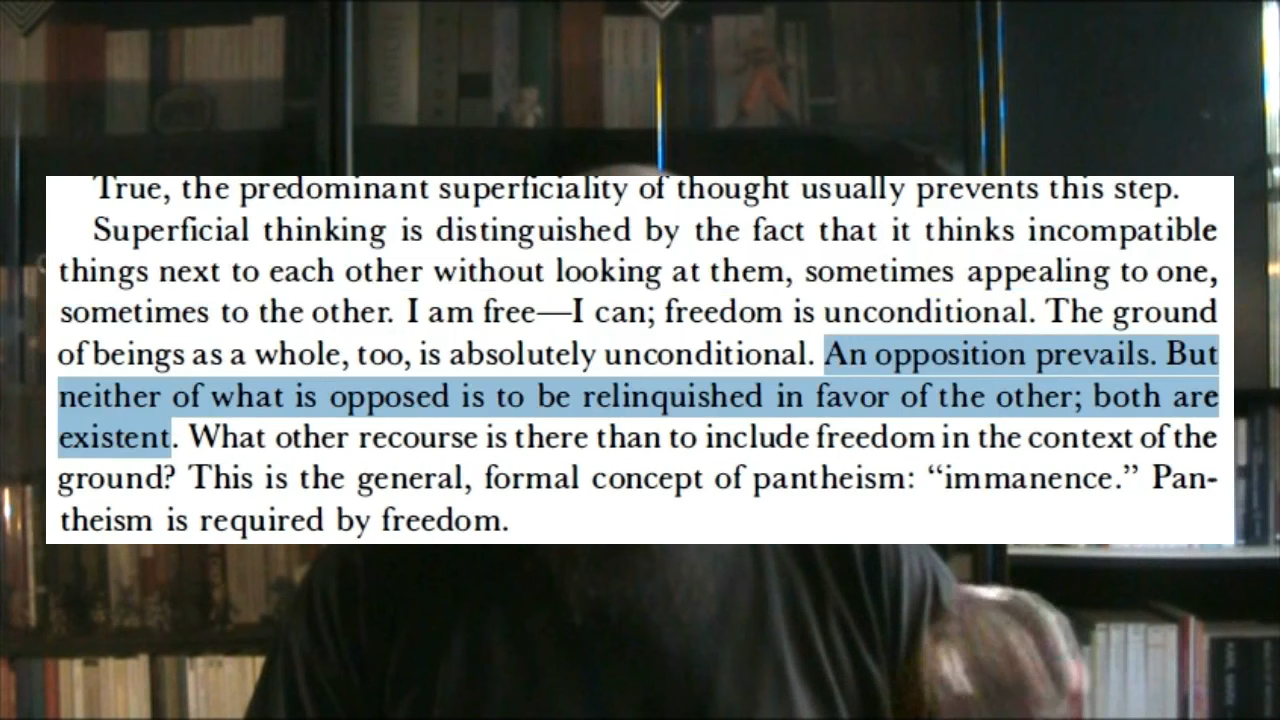 True, the predominant superficiality of thought usually prevents this step.
Superficial thinking is distinguished by the fact that it thinks incompatible
things next to each other without looking at them, sometimes appealing to one,
sometimes to the other. I am free—I can; freedom is unconditional. The ground
of beings as a whole, too, is absolutely unconditional. An opposition prevails. But
neither of what is opposed is to be relinquished in favor of the other; both are
existent. What other recourse is there than to include freedom in the context of the
ground? This is the general, formal concept of pantheism: “immanence.” Pan-
theism is required by freedom.